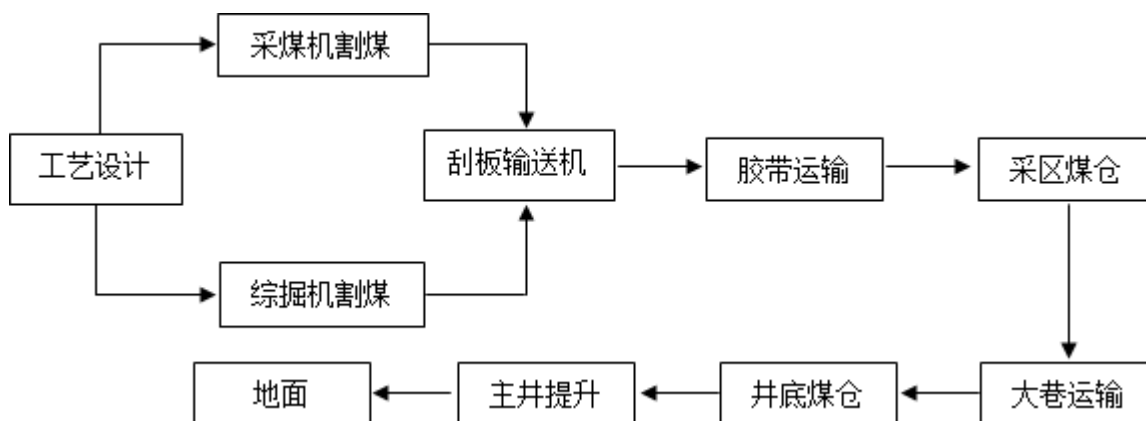 采煤机割煤
工艺设计
刮板输送机
胶带运输
采区煤仓
综掘机割煤
地面
主井提升
井底煤仓
大巷运输